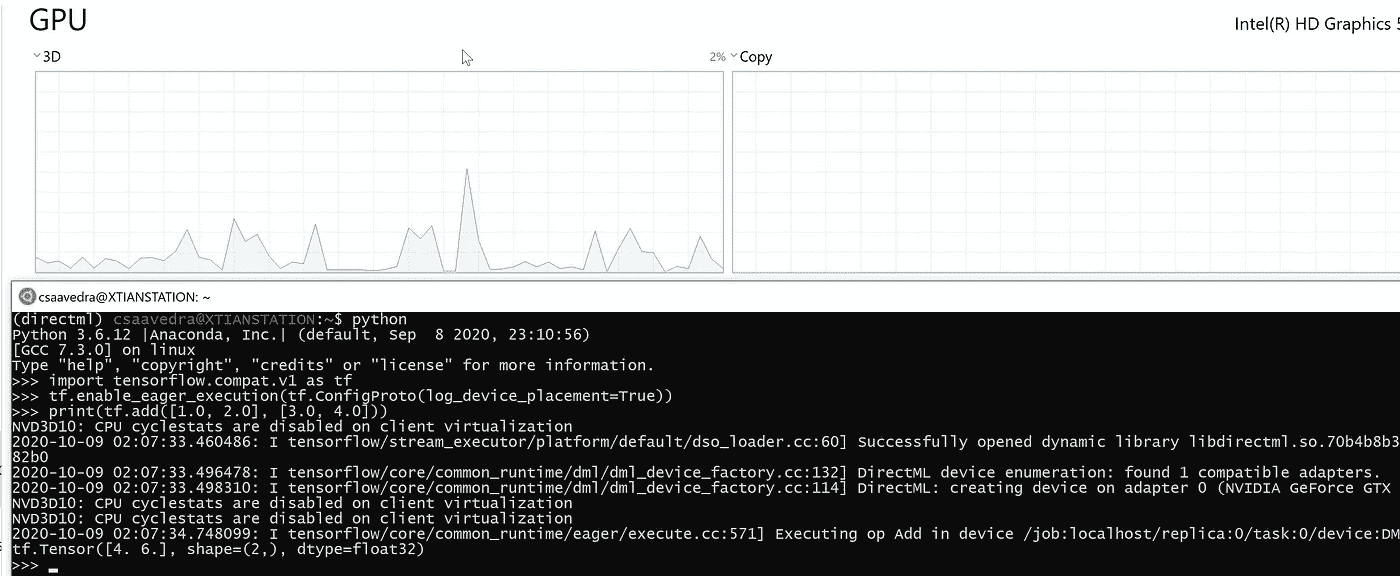 GPU
Intel(R) HD Graphics
3D
2%
Copy
csaavedra@XTIANSTATION: ~
(directml) csaavedra@XTIANSTATION:~$ python
Python 3.6.12 |Anaconda, Inc.| (default, Sep  8 2020, 23:10:56)
[GCC 7.3.0] on linux
Type "help", "copyright", "credits" or "license" for more information.
>>> import tensorflow.compat.v1 as tf
>>> tf.enable_eager_execution(tf.ConfigProto(log_device_placement=True))
>>> print(tf.add([1.0, 2.0], [3.0, 4.0]))
NVD3D10: CPU cyclestats are disabled on client virtualization
2020-10-09 02:07:33.460486: I tensorflow/stream_executor/platform/default/dso_loader.cc:60] Successfully opened dynamic library libdirectml.so.70b4b8b3
82b0
2020-10-09 02:07:33.496478: I tensorflow/core/common_runtime/dml/dml_device_factory.cc:132] DirectML device enumeration: found 1 compatible adapters.
2020-10-09 02:07:33.498310: I tensorflow/core/common_runtime/dml/dml_device_factory.cc:114] DirectML: creating device on adapter 0 (NVIDIA GeForce GTX
NVD3D10: CPU cyclestats are disabled on client virtualization
NVD3D10: CPU cyclestats are disabled on client virtualization
2020-10-09 02:07:34.748099: I tensorflow/core/common_runtime/eager/execute.cc:571] Executing op Add in device /job:localhost/replica:0/task:0/device:DM
tf.Tensor([4. 6.], shape=(2,), dtype=float32)
>>>